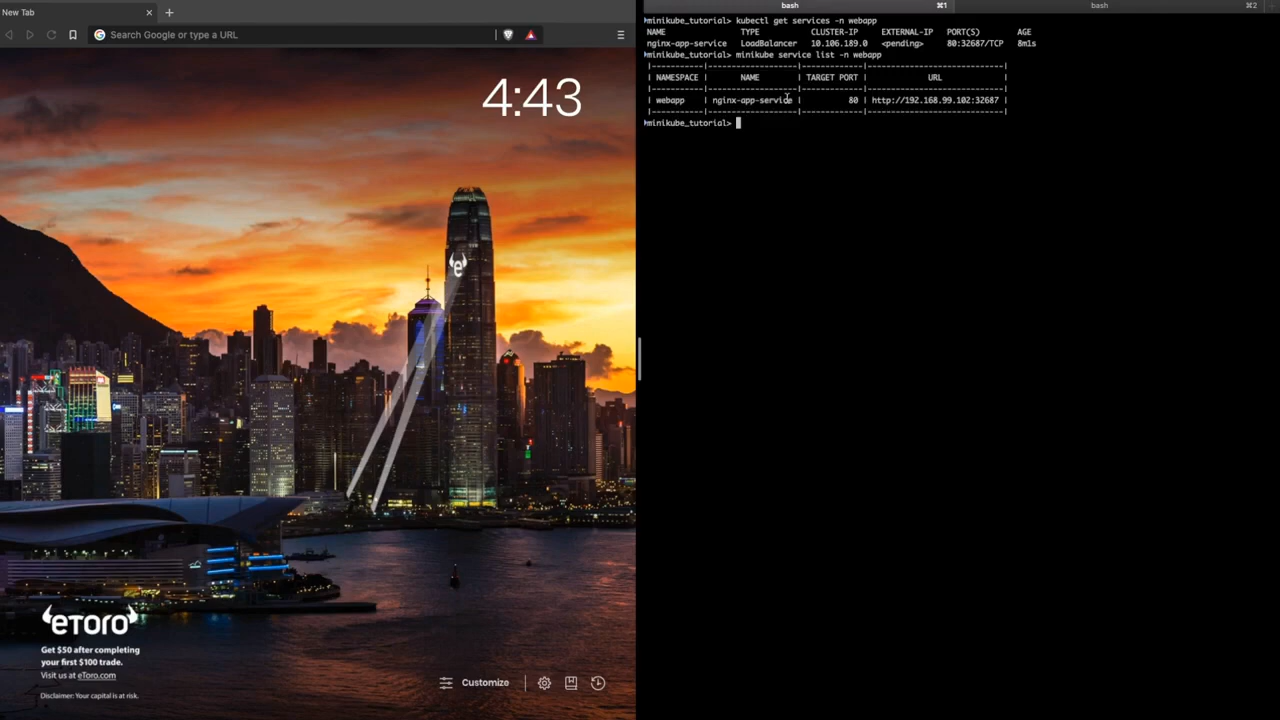 New Tab
Search Google or type a URL
4:43
eToro
Get $50 after completing
your first $100 trade.
Visit us at eToro.com
Disclaimer: Your capital is at risk.
Customize
bash ⌘1 bash ⌘2
minikube_tutorial> kubectl get services -n webapp
NAME TYPE CLUSTER-IP EXTERNAL-IP PORT(S) AGE
nginx-app-service LoadBalancer 10.106.189.0 <pending> 80:32687/TCP 8m1s
minikube_tutorial> minikube service list -n webapp
|-----------|-------------------|-------------|-----------------------------|
| NAMESPACE | NAME | TARGET PORT | URL |
|-----------|-------------------|-------------|-----------------------------|
| webapp | nginx-app-service | 80 | http://192.168.99.102:32687 |
|-----------|-------------------|-------------|-----------------------------|
minikube_tutorial>